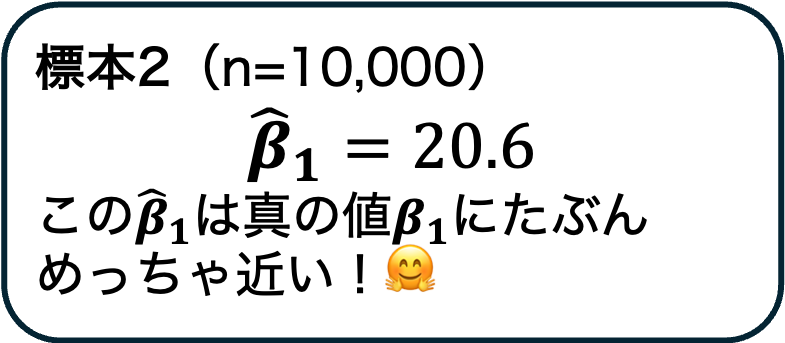 標本2（n=10,000）
β̂₁ = 20.6
このβ̂₁は真の値β₁にたぶん
めっちゃ近い！🤗